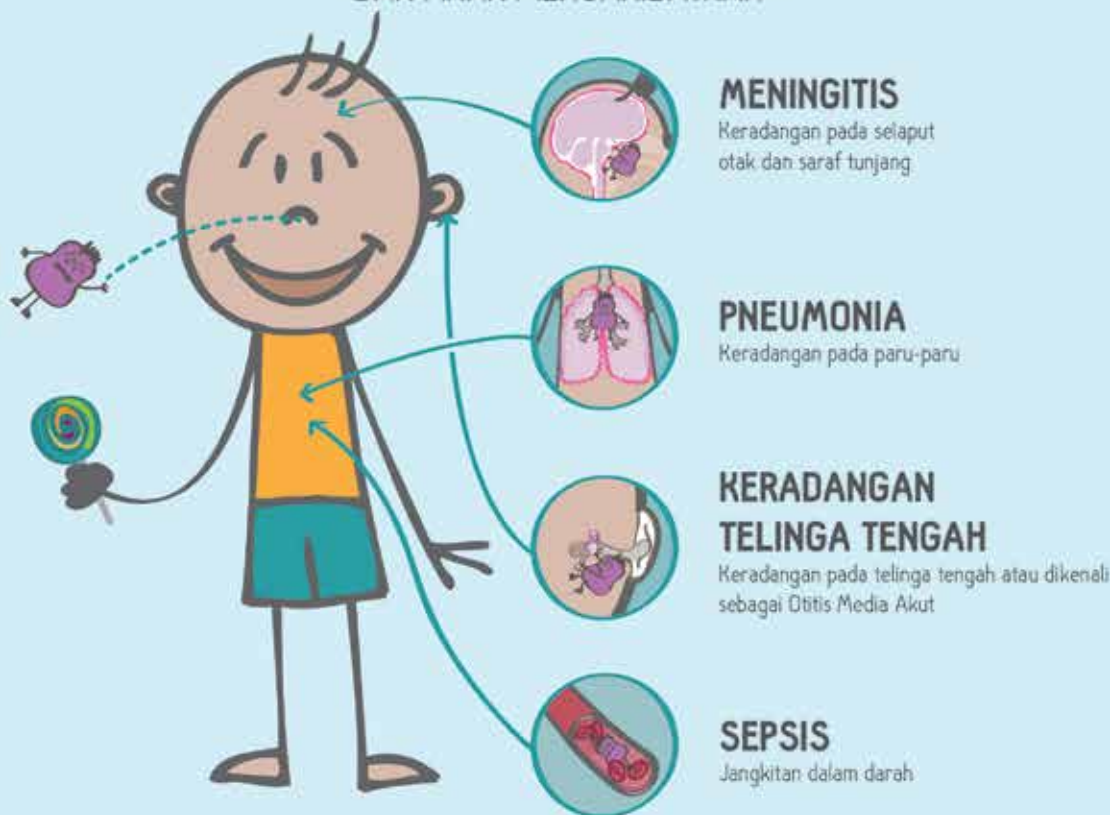 MENINGITIS
Keradangan pada selaput
otak dan saraf tunjang
PNEUMONIA
Keradangan pada paru-paru
KERADANGAN
TELINGA TENGAH
Keradangan pada telinga tengah atau dikenali
sebagai Otitis Media Akut
SEPSIS
Jangkitan dalam darah